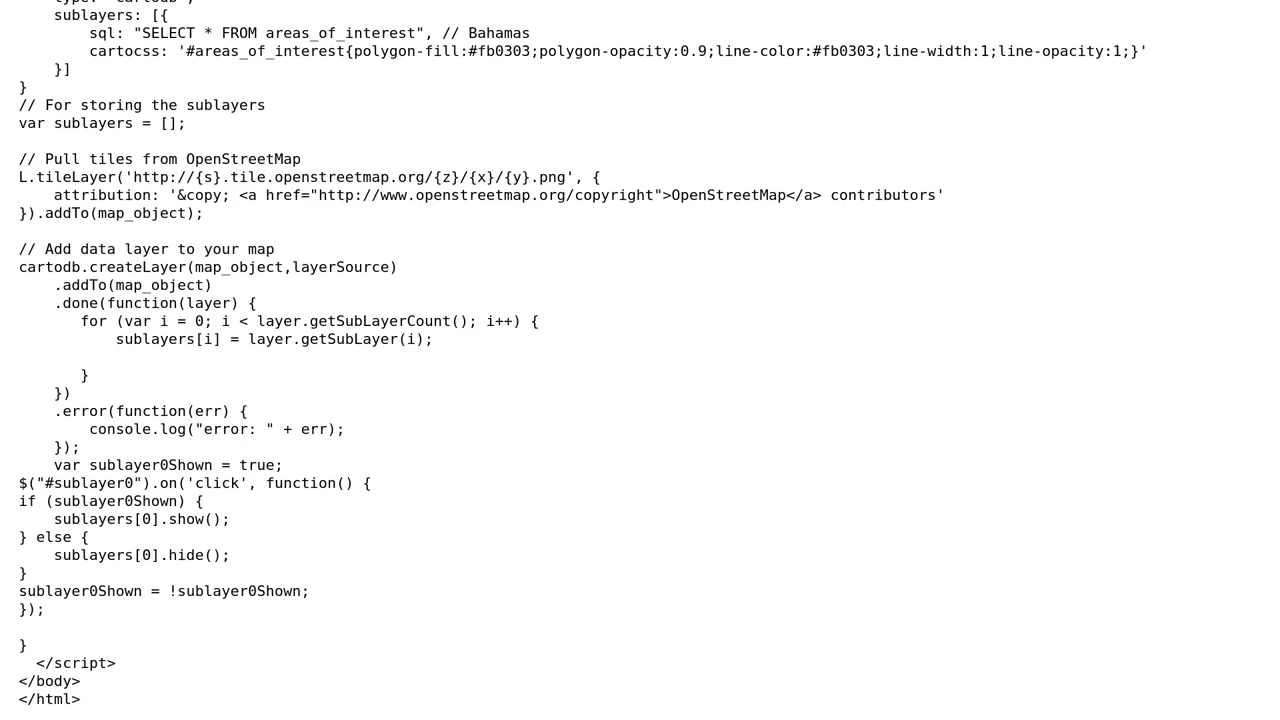 type: "cartodb",
sublayers: [{
sql: "SELECT * FROM areas_of_interest", // Bahamas
cartocss: '#areas_of_interest{polygon-fill:#fb0303;polygon-opacity:0.9;line-color:#fb0303;line-width:1;line-opacity:1;}'
}]
}
// For storing the sublayers
var sublayers = [];
// Pull tiles from OpenStreetMap
L.tileLayer('http://{s}.tile.openstreetmap.org/{z}/{x}/{y}.png', {
attribution: '&copy; <a href="http://www.openstreetmap.org/copyright">OpenStreetMap</a> contributors'
}).addTo(map_object);
// Add data layer to your map
cartodb.createLayer(map_object,layerSource)
.addTo(map_object)
.done(function(layer) {
for (var i = 0; i < layer.getSubLayerCount(); i++) {
sublayers[i] = layer.getSubLayer(i);
}
})
.error(function(err) {
console.log("error: " + err);
});
var sublayer0Shown = true;
$("#sublayer0").on('click', function() {
if (sublayer0Shown) {
sublayers[0].show();
} else {
sublayers[0].hide();
}
sublayer0Shown = !sublayer0Shown;
});
}
</script>
</body>
</html>